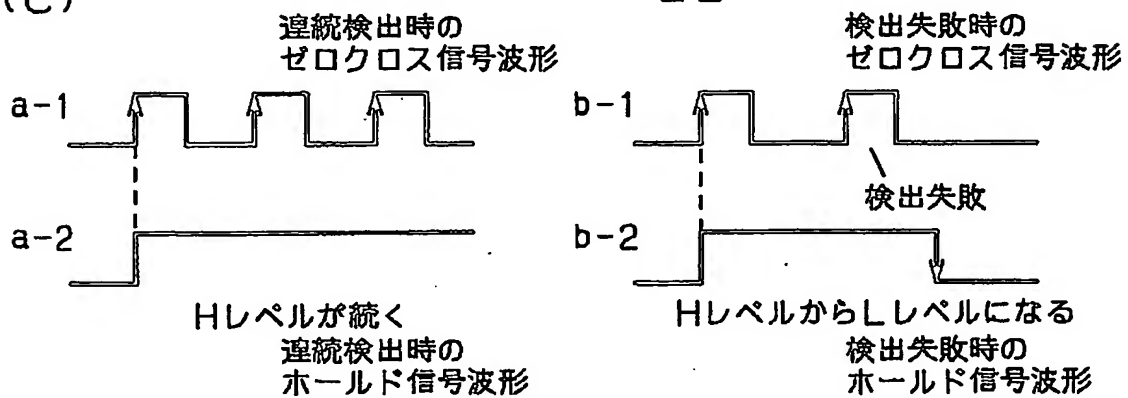 (C)
連続検出時の
ゼロクロス信号波形
a-1
a-2
Hレベルが続く
連続検出時の
ホールド信号波形
検出失敗時の
ゼロクロス信号波形
b-1
検出失敗
b-2
HレベルからLレベルになる
検出失敗時の
ホールド信号波形